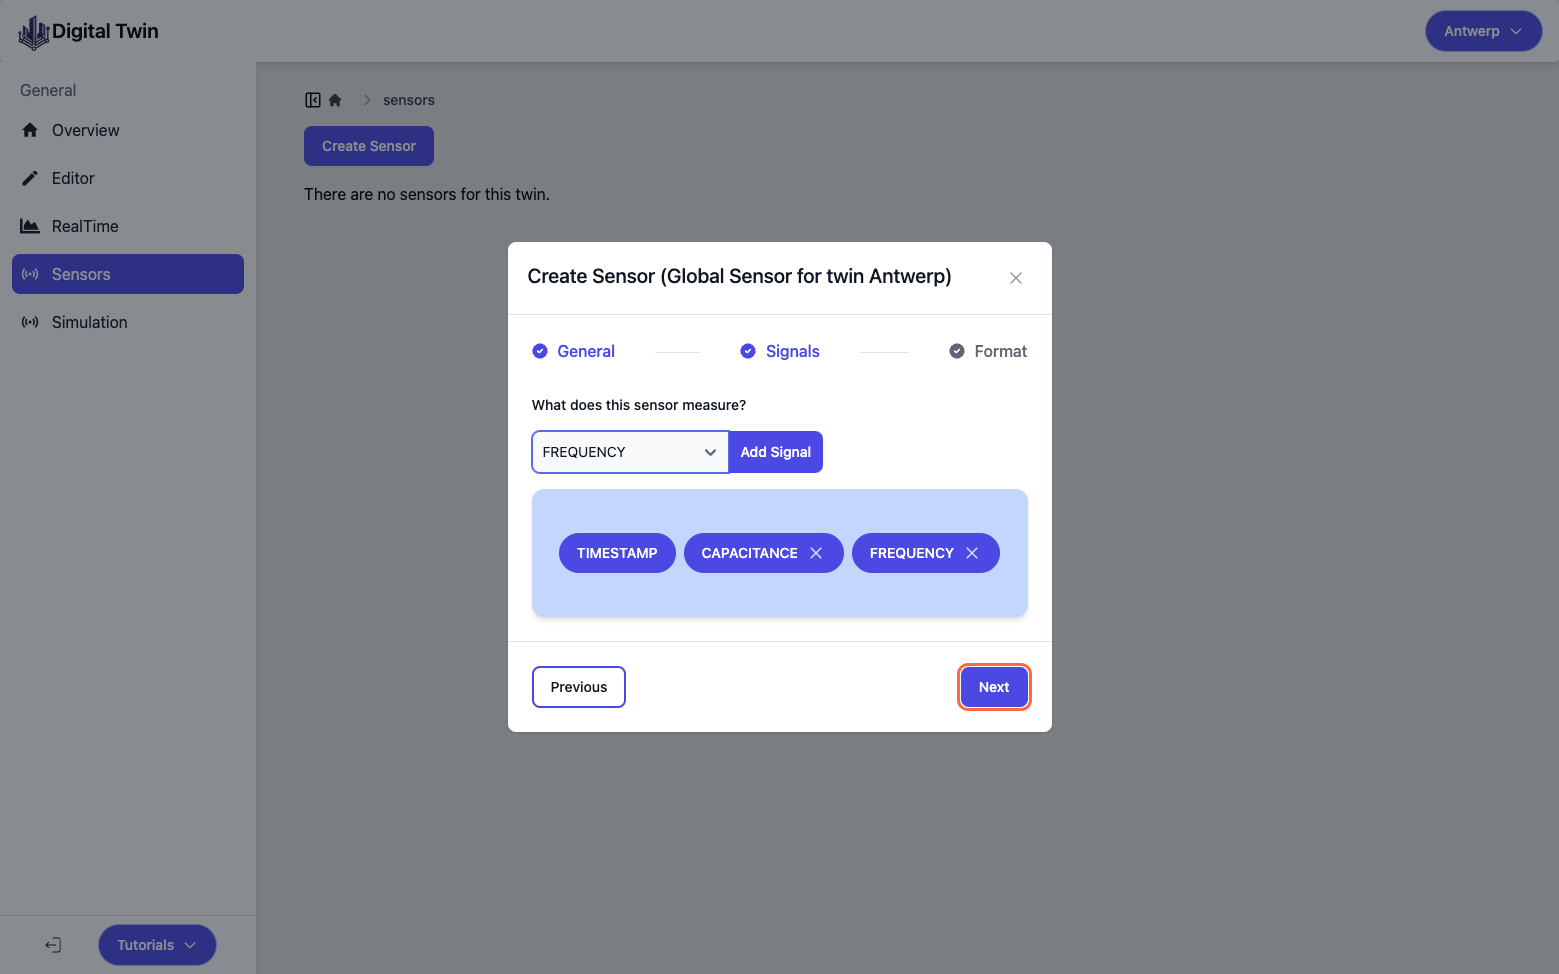 Digital Twin
Antwerp
General
Overview
Editor
RealTime
Sensors
Simulation
sensors
Create Sensor
There are no sensors for this twin.
Create Sensor (Global Sensor for twin Antwerp)
General Signals Format
What does this sensor measure?
FREQUENCY Add Signal
TIMESTAMP CAPACITANCE FREQUENCY
Previous Next
Tutorials